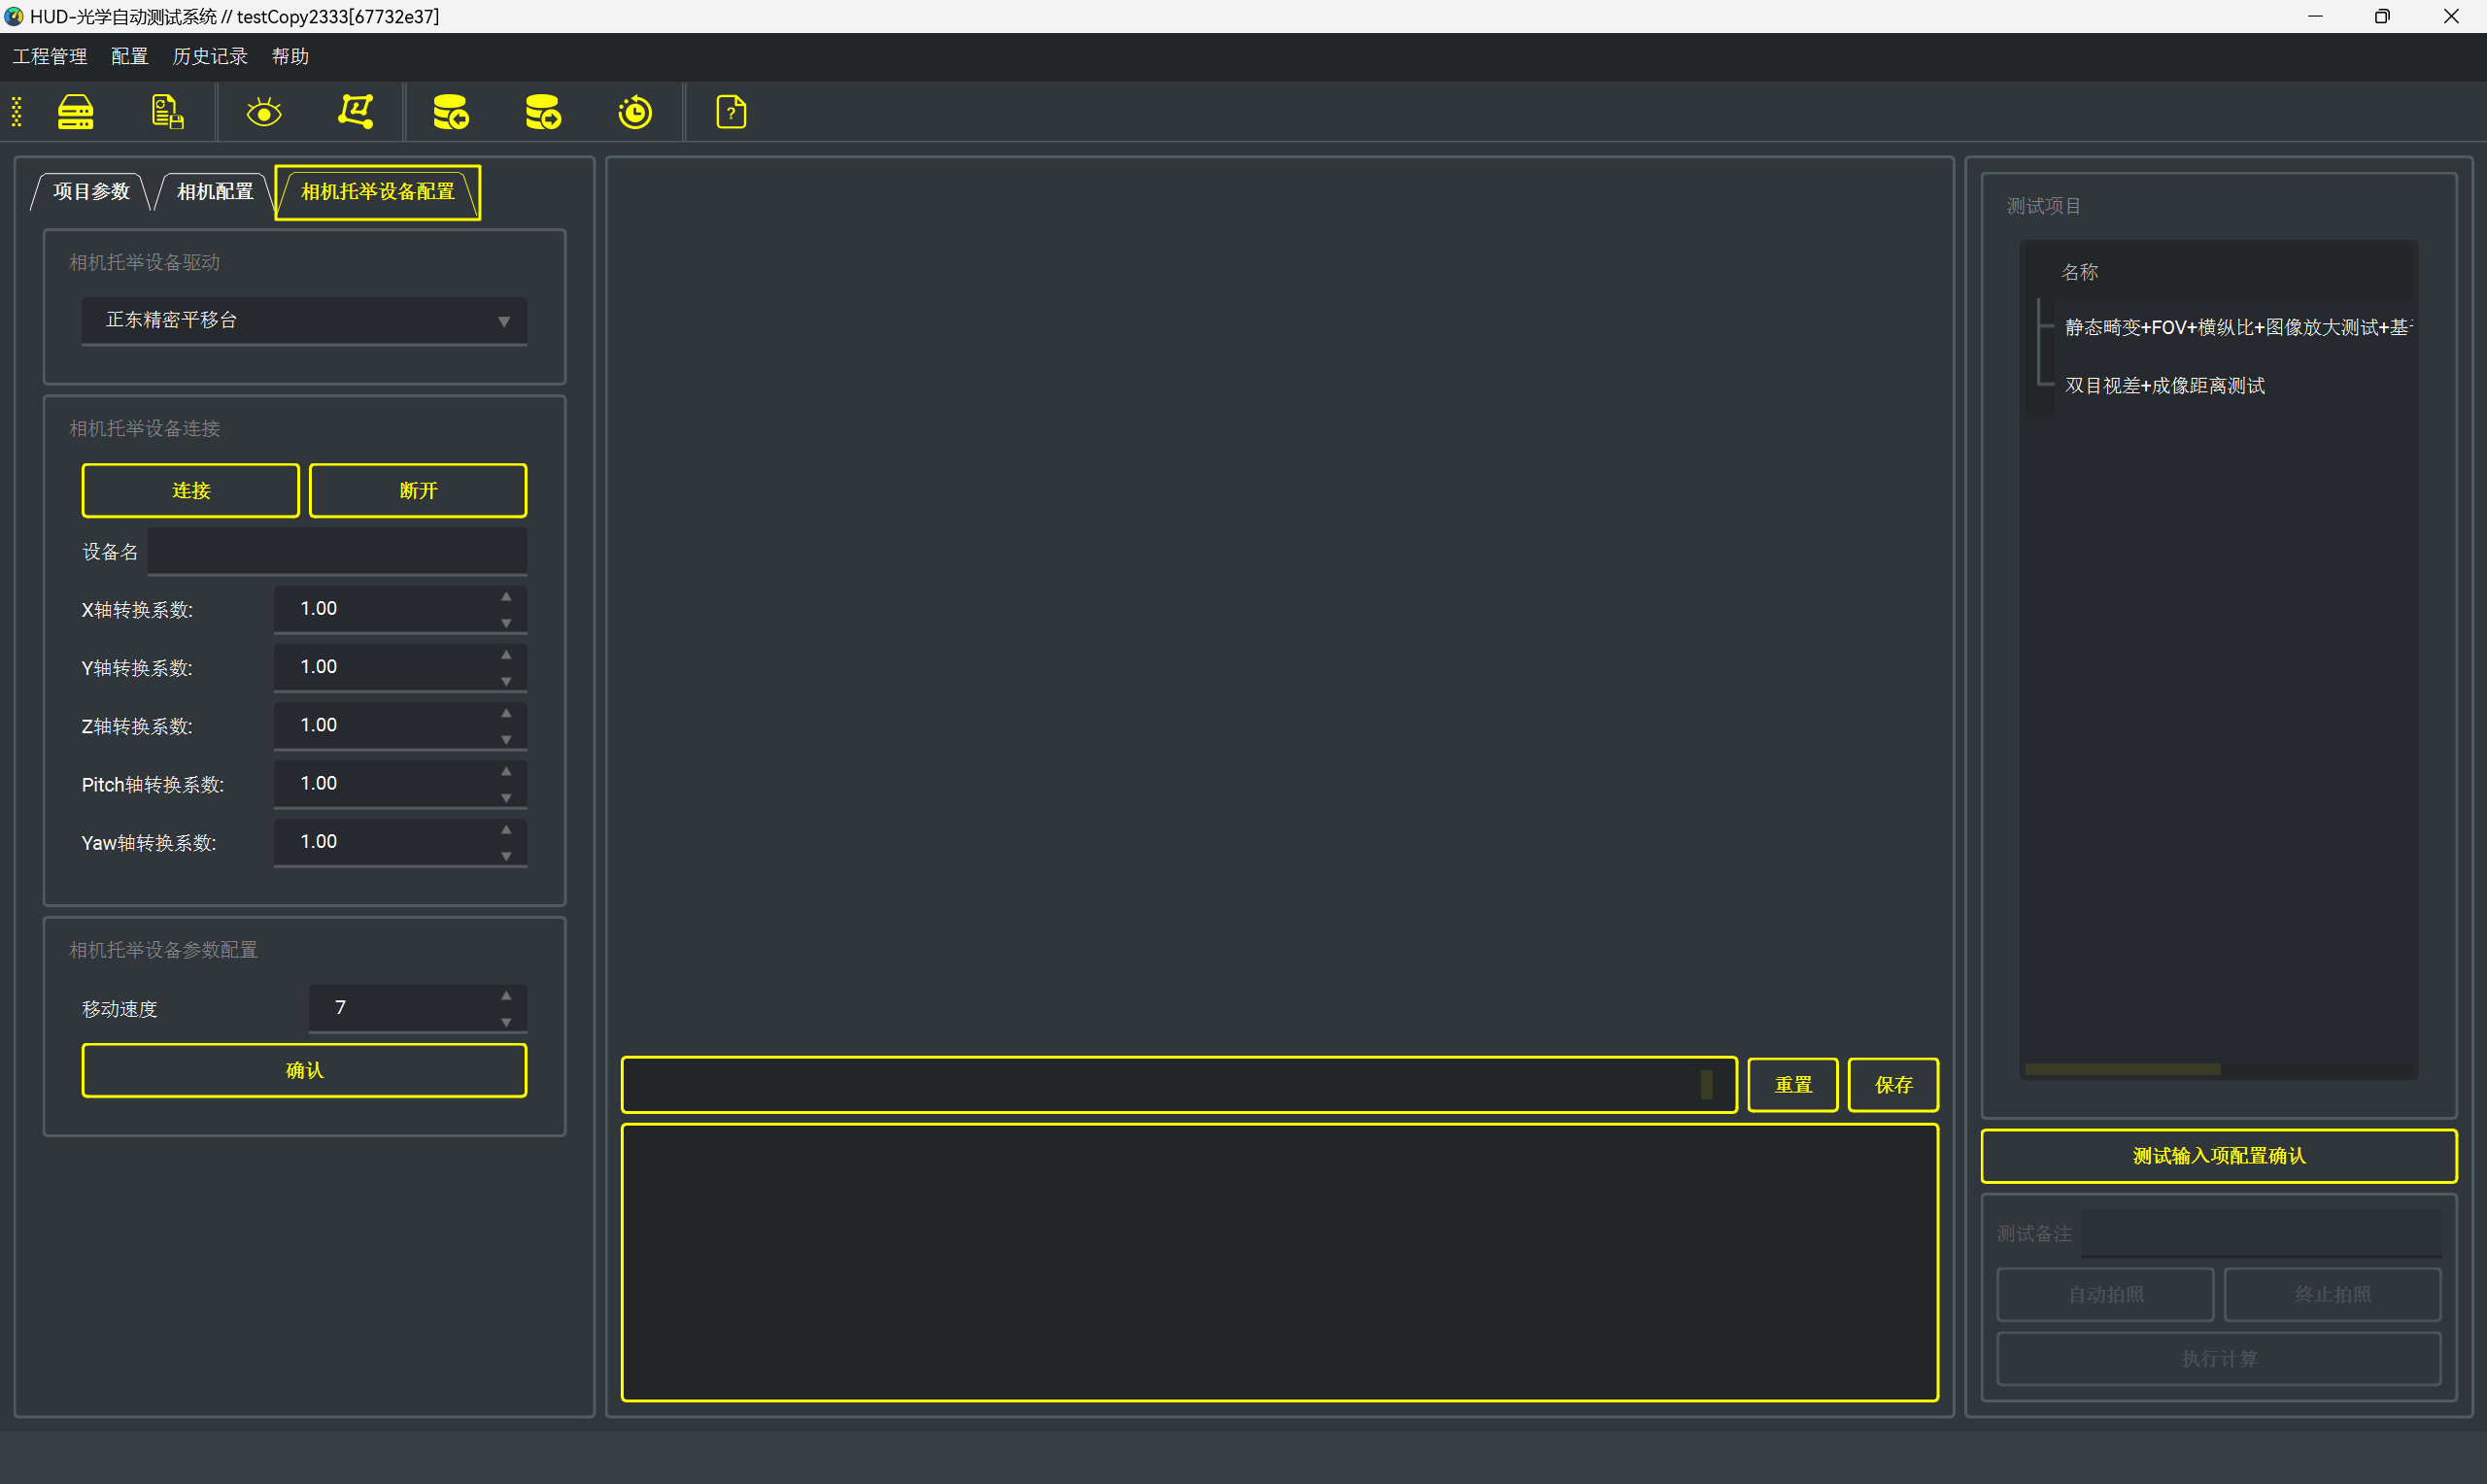 HUD-光学自动测试系统 // testCopy2333[67732e37]
工程管理 配置 历史记录 帮助
项目参数 相机配置 相机托举设备配置
相机托举设备驱动
正东精密平移台
相机托举设备连接
连接 断开
设备名
X轴转换系数: 1.00
Y轴转换系数: 1.00
Z轴转换系数: 1.00
Pitch轴转换系数: 1.00
Yaw轴转换系数: 1.00
相机托举设备参数配置
移动速度 7
确认
重置 保存
测试项目
名称
静态畸变+FOV+横纵比+图像放大测试+基
双目视差+成像距离测试
测试输入项配置确认
测试备注
自动拍照 终止拍照
执行计算